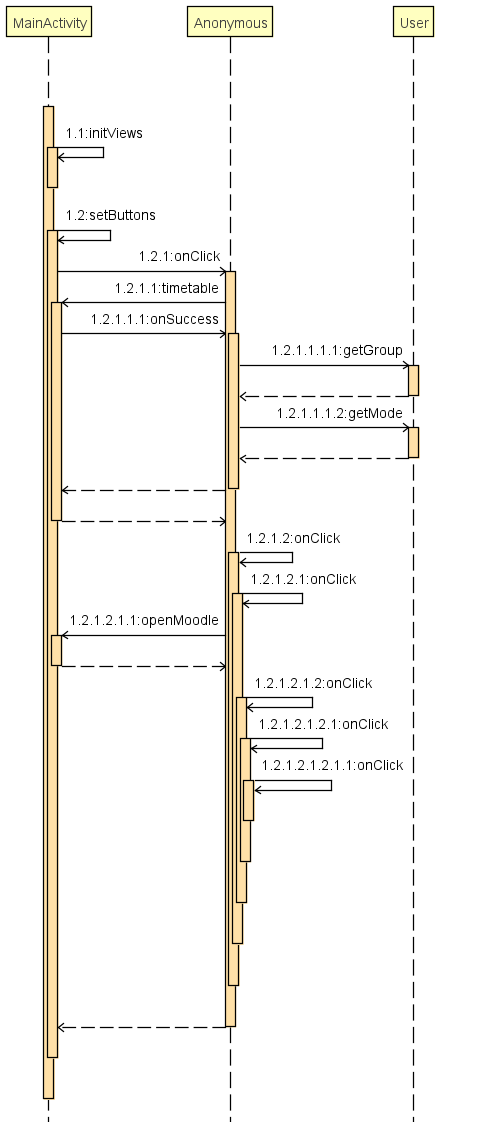 MainActivity
Anonymous
User
1.1:initViews
1.2:setButtons
1.2.1:onClick
1.2.1.1:timetable
1.2.1.1.1:onSuccess
1.2.1.1.1.1:getGroup
1.2.1.1.1.2:getMode
1.2.1.2:onClick
1.2.1.2.1:onClick
1.2.1.2.1.1:openMoodle
1.2.1.2.1.2:onClick
1.2.1.2.1.2.1:onClick
1.2.1.2.1.2.1.1:onClick